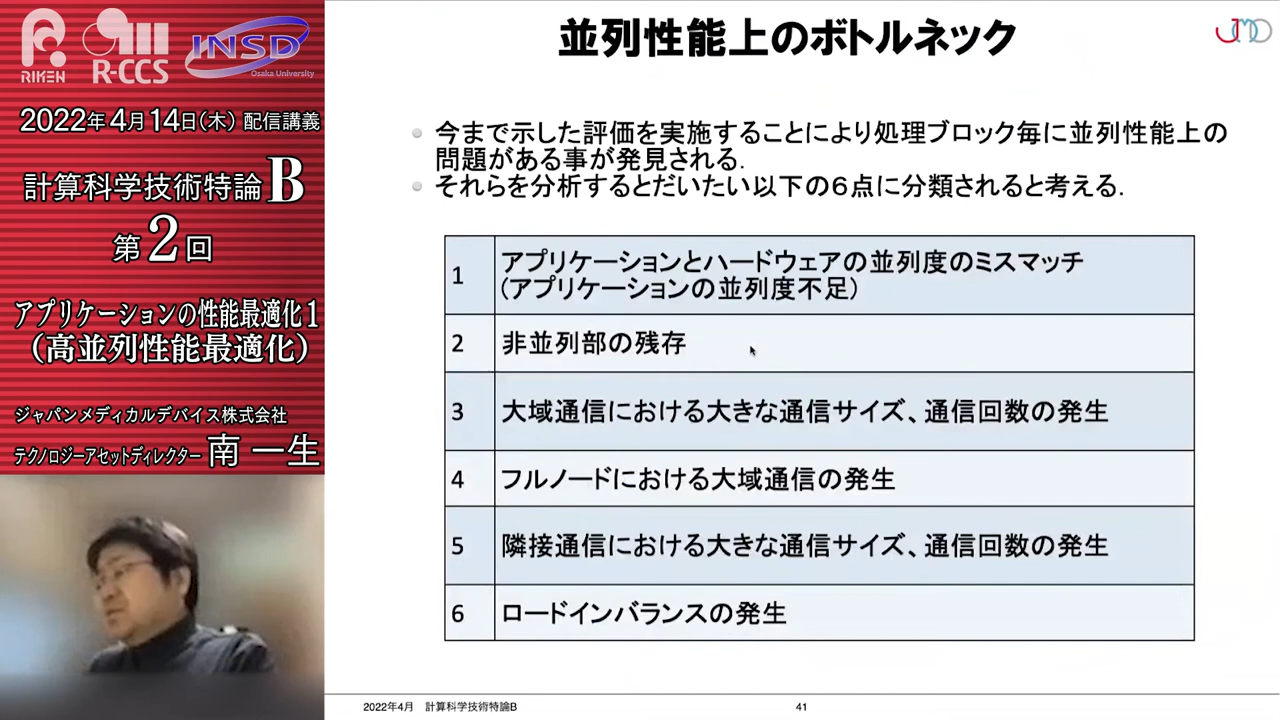 RIKEN
R-CCS
INSD
Osaka University
2022年4月14日(木) 配信講義
計算科学技術特論B
第2回
アプリケーションの性能最適化1
(高並列性能最適化)
ジャパンメディカルデバイス株式会社
テクノロジーアセットディレクター 南 一生
並列性能上のボトルネック
JMD
今まで示した評価を実施することにより処理ブロック毎に並列性能上の
問題がある事が発見される.
それらを分析するとだいたい以下の6点に分類されると考える.
1 アプリケーションとハードウェアの並列度のミスマッチ
(アプリケーションの並列度不足)
2 非並列部の残存
3 大域通信における大きな通信サイズ、通信回数の発生
4 フルノードにおける大域通信の発生
5 隣接通信における大きな通信サイズ、通信回数の発生
6 ロードインバランスの発生
2022年4月 計算科学技術特論B
41